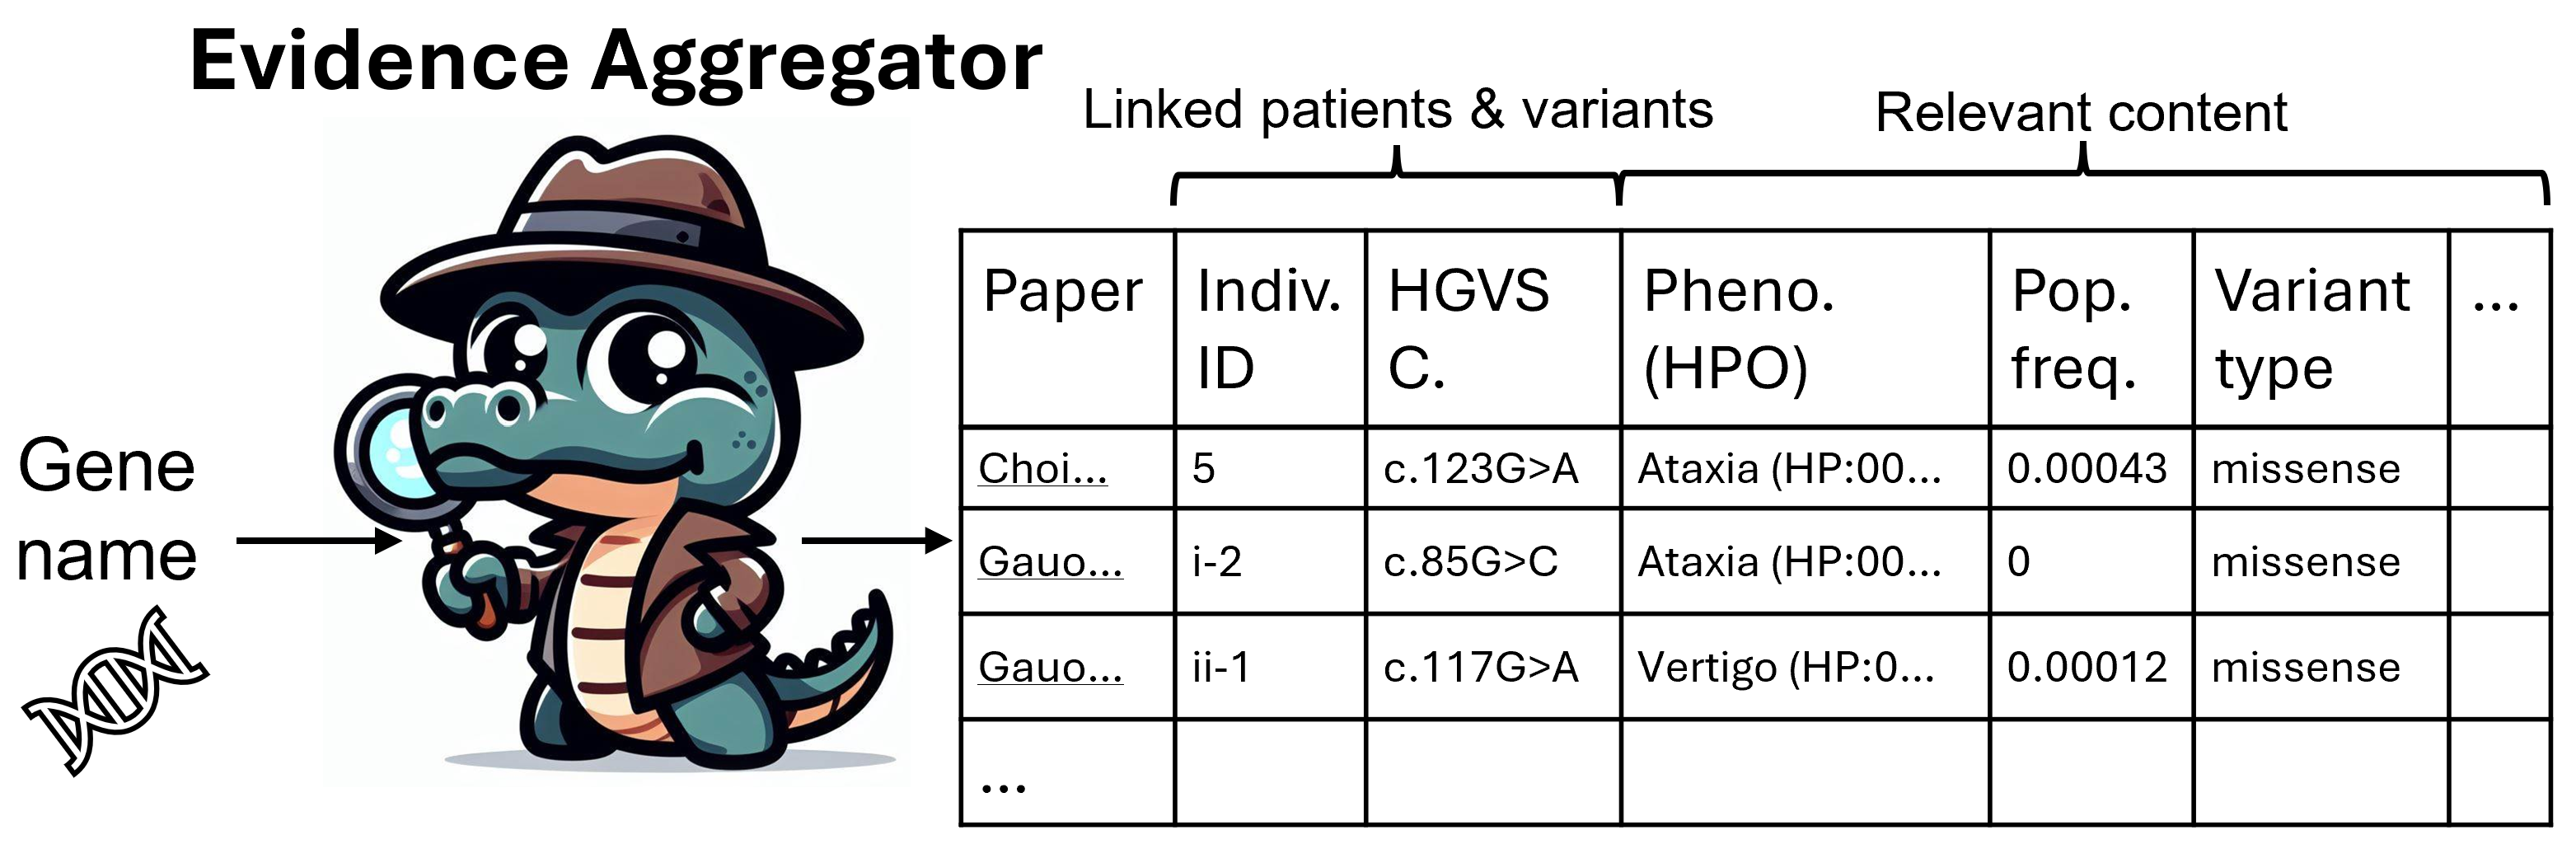 Evidence Aggregator
Linked patients & variants
Relevant content
Gene
name
Paper
Indiv.
ID
HGVS
C.
Pheno.
(HPO)
Pop.
freq.
Variant
type
...
Choi...
5
c.123G>A
Ataxia (HP:00...
0.00043
missense
Gauo...
i-2
c.85G>C
Ataxia (HP:00...
0
missense
Gauo...
ii-1
c.117G>A
Vertigo (HP:0...
0.00012
missense
...